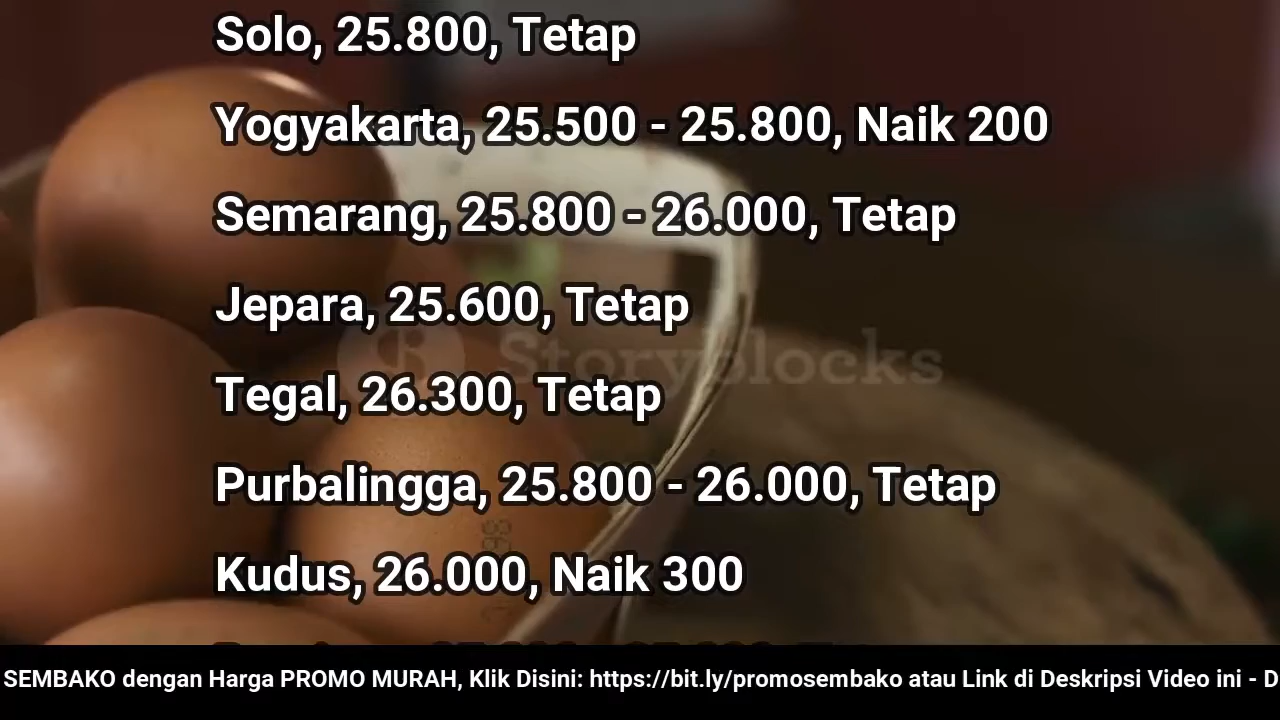 Solo, 25.800, Tetap
Yogyakarta, 25.500 - 25.800, Naik 200
Semarang, 25.800 - 26.000, Tetap
Jepara, 25.600, Tetap
Storyblocks
Tegal, 26.300, Tetap
Purbalingga, 25.800 - 26.000, Tetap
Kudus, 26.000, Naik 300
SEMBAKO dengan Harga PROMO MURAH, Klik Disini: https://bit.ly/promosembako atau Link di Deskripsi Video ini - D